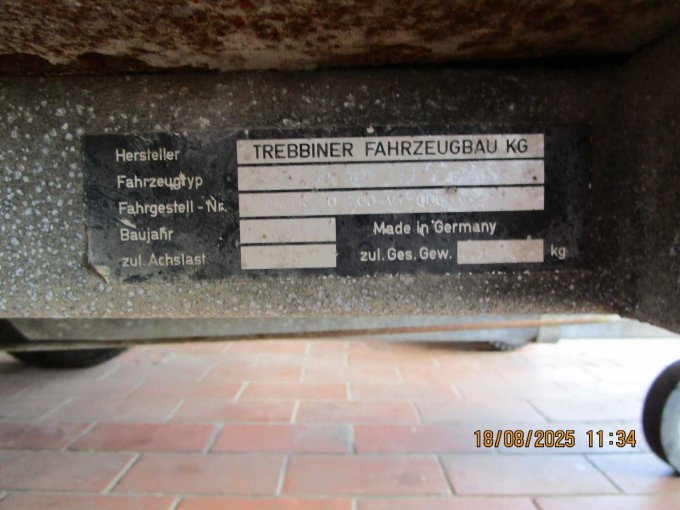 Hersteller TREBBINER FAHRZEUGBAU KG
Fahrzeugtyp
Fahrgestell - Nr.
Baujahr Made in Germany
zul. Achslast zul. Ges. Gew. kg
18/08/2025 11:34